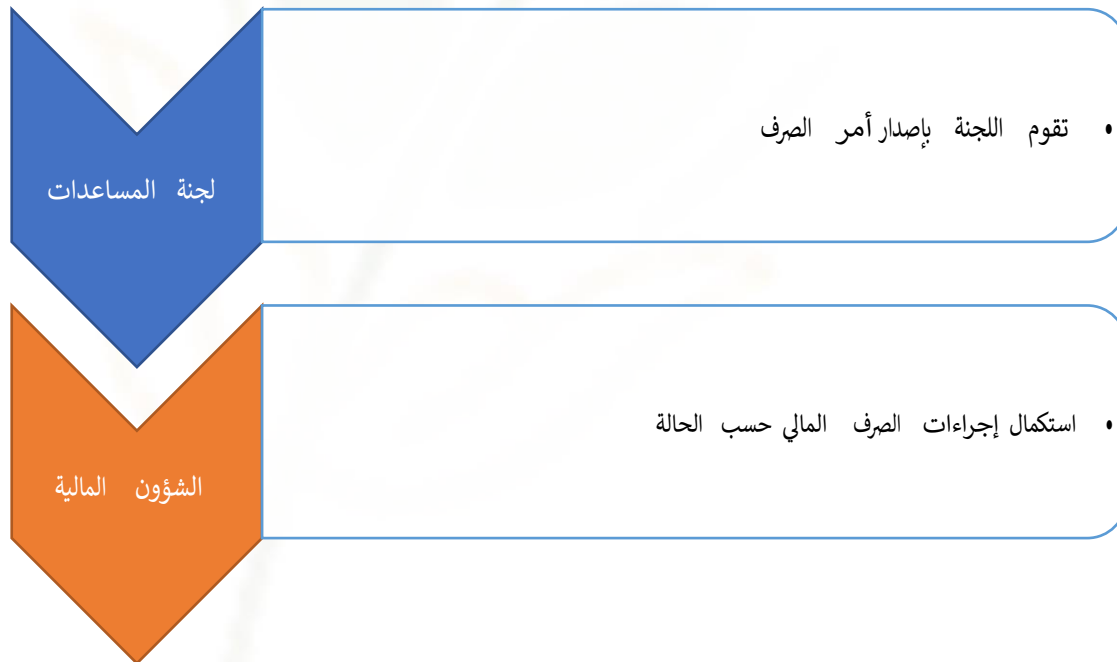 لجنة المساعدات
• تقوم اللجنة بإصدار أمر الصرف
الشؤون المالية
• استكمال إجراءات الصرف المالي حسب الحالة